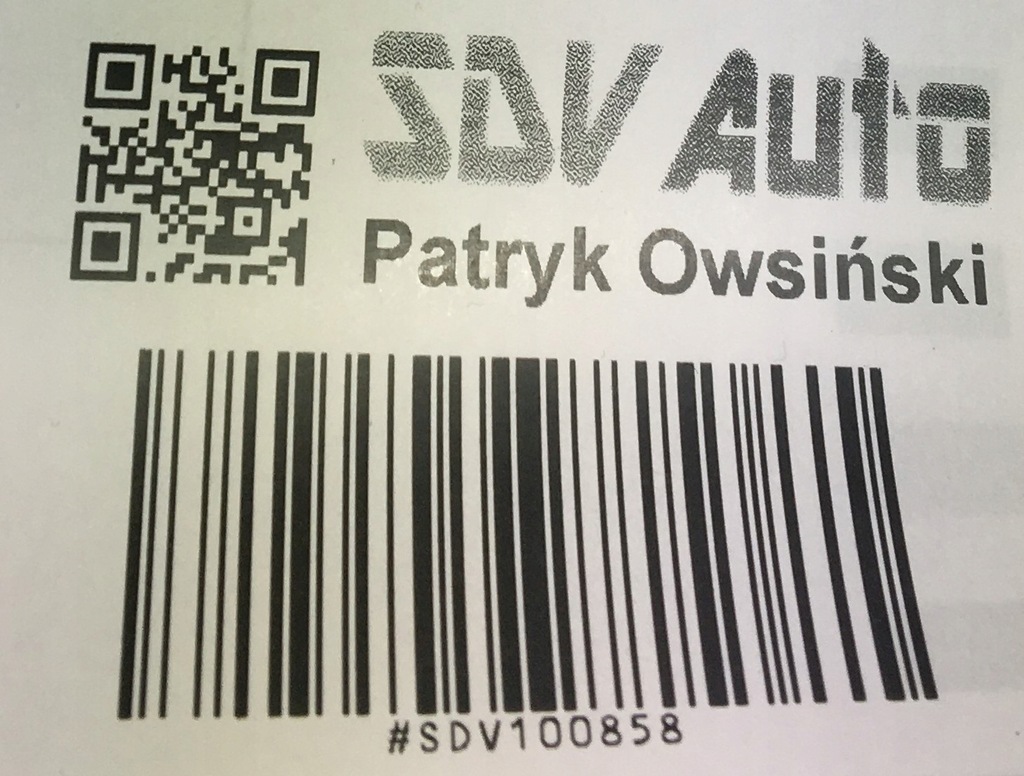 SDV Auto
Patryk Owsiński
#SDV100858